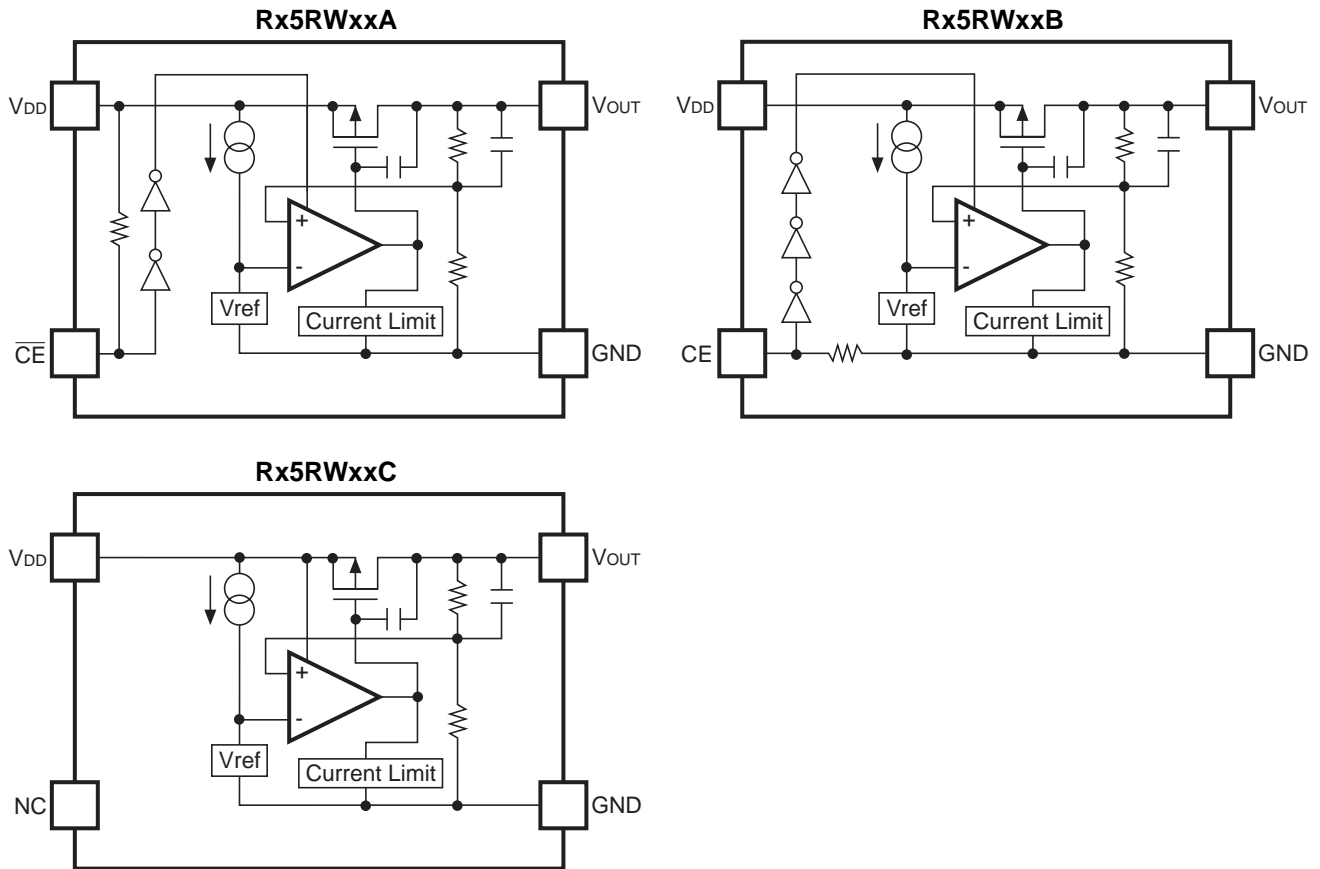 Rx5RWxxA
VDD
VOUT
+
-
Vref
Current Limit
C̅E̅
GND
Rx5RWxxB
VDD
VOUT
+
-
Vref
Current Limit
CE
GND
Rx5RWxxC
VDD
VOUT
+
-
Vref
Current Limit
NC
GND